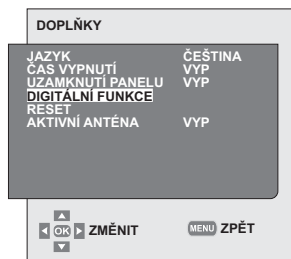 DOPLŇKY
JAZYK ČEŠTINA
ČAS VYPNUTÍ VYP
UZAMKNUTÍ PANELU VYP
DIGITÁLNÍ FUNKCE
RESET
AKTIVNÍ ANTÉNA VYP
OK ZMĚNIT MENU ZPĚT